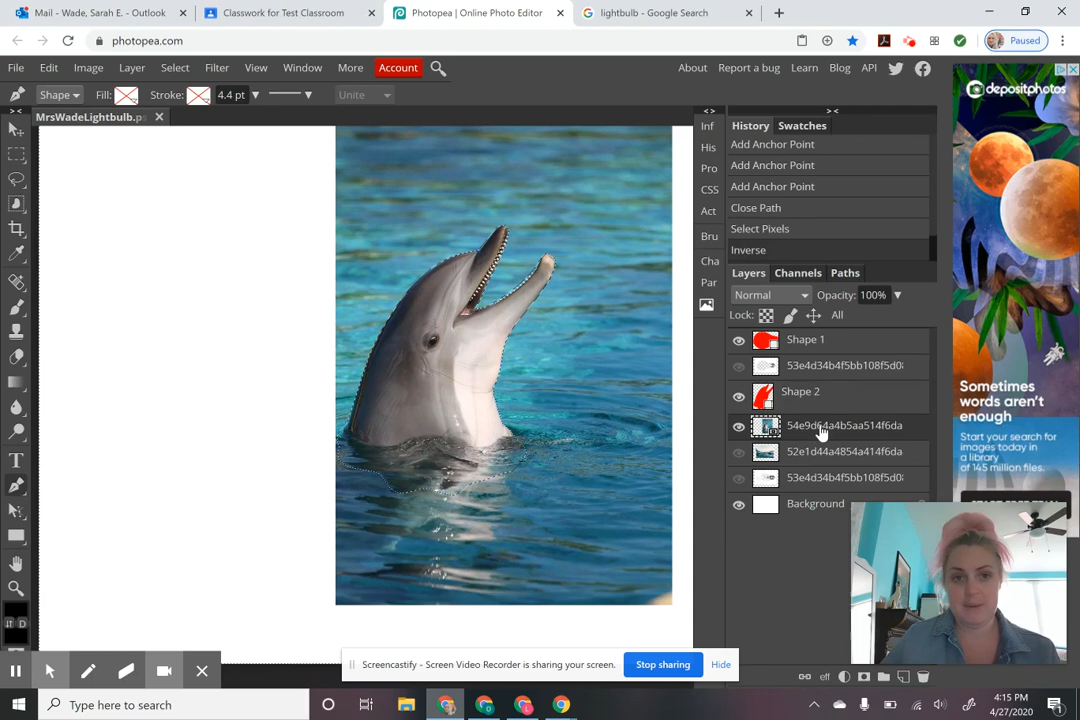 Mail - Wade, Sarah E. - Outlook
Classwork for Test Classroom
Photopea | Online Photo Editor
lightbulb - Google Search
photopea.com
Paused
File Edit Image Layer Select Filter View Window More Account
About Report a bug Learn Blog API
Shape Fill: Stroke: 4.4 pt Unite
MrsWadeLightbulb.ps
Inf
His
Pro
CSS
Act
Bru
Cha
Par
History Swatches
Add Anchor Point
Add Anchor Point
Add Anchor Point
Close Path
Select Pixels
Inverse
Layers Channels Paths
Normal Opacity: 100%
Lock: All
Shape 1
53e4d34b4f5bb108f5d08
Shape 2
54e9d64a4b5aa514f6da
52e1d44a4854a414f6da
53e4d34b4f5bb108f5d08
Background
eff
depositphotos
Sometimes
words aren't
enough
Start your search for
images today in
a library
of 145 million files.
D
Screencastify - Screen Video Recorder is sharing your screen.
Stop sharing
Hide
Type here to search
4:15 PM
4/27/2020